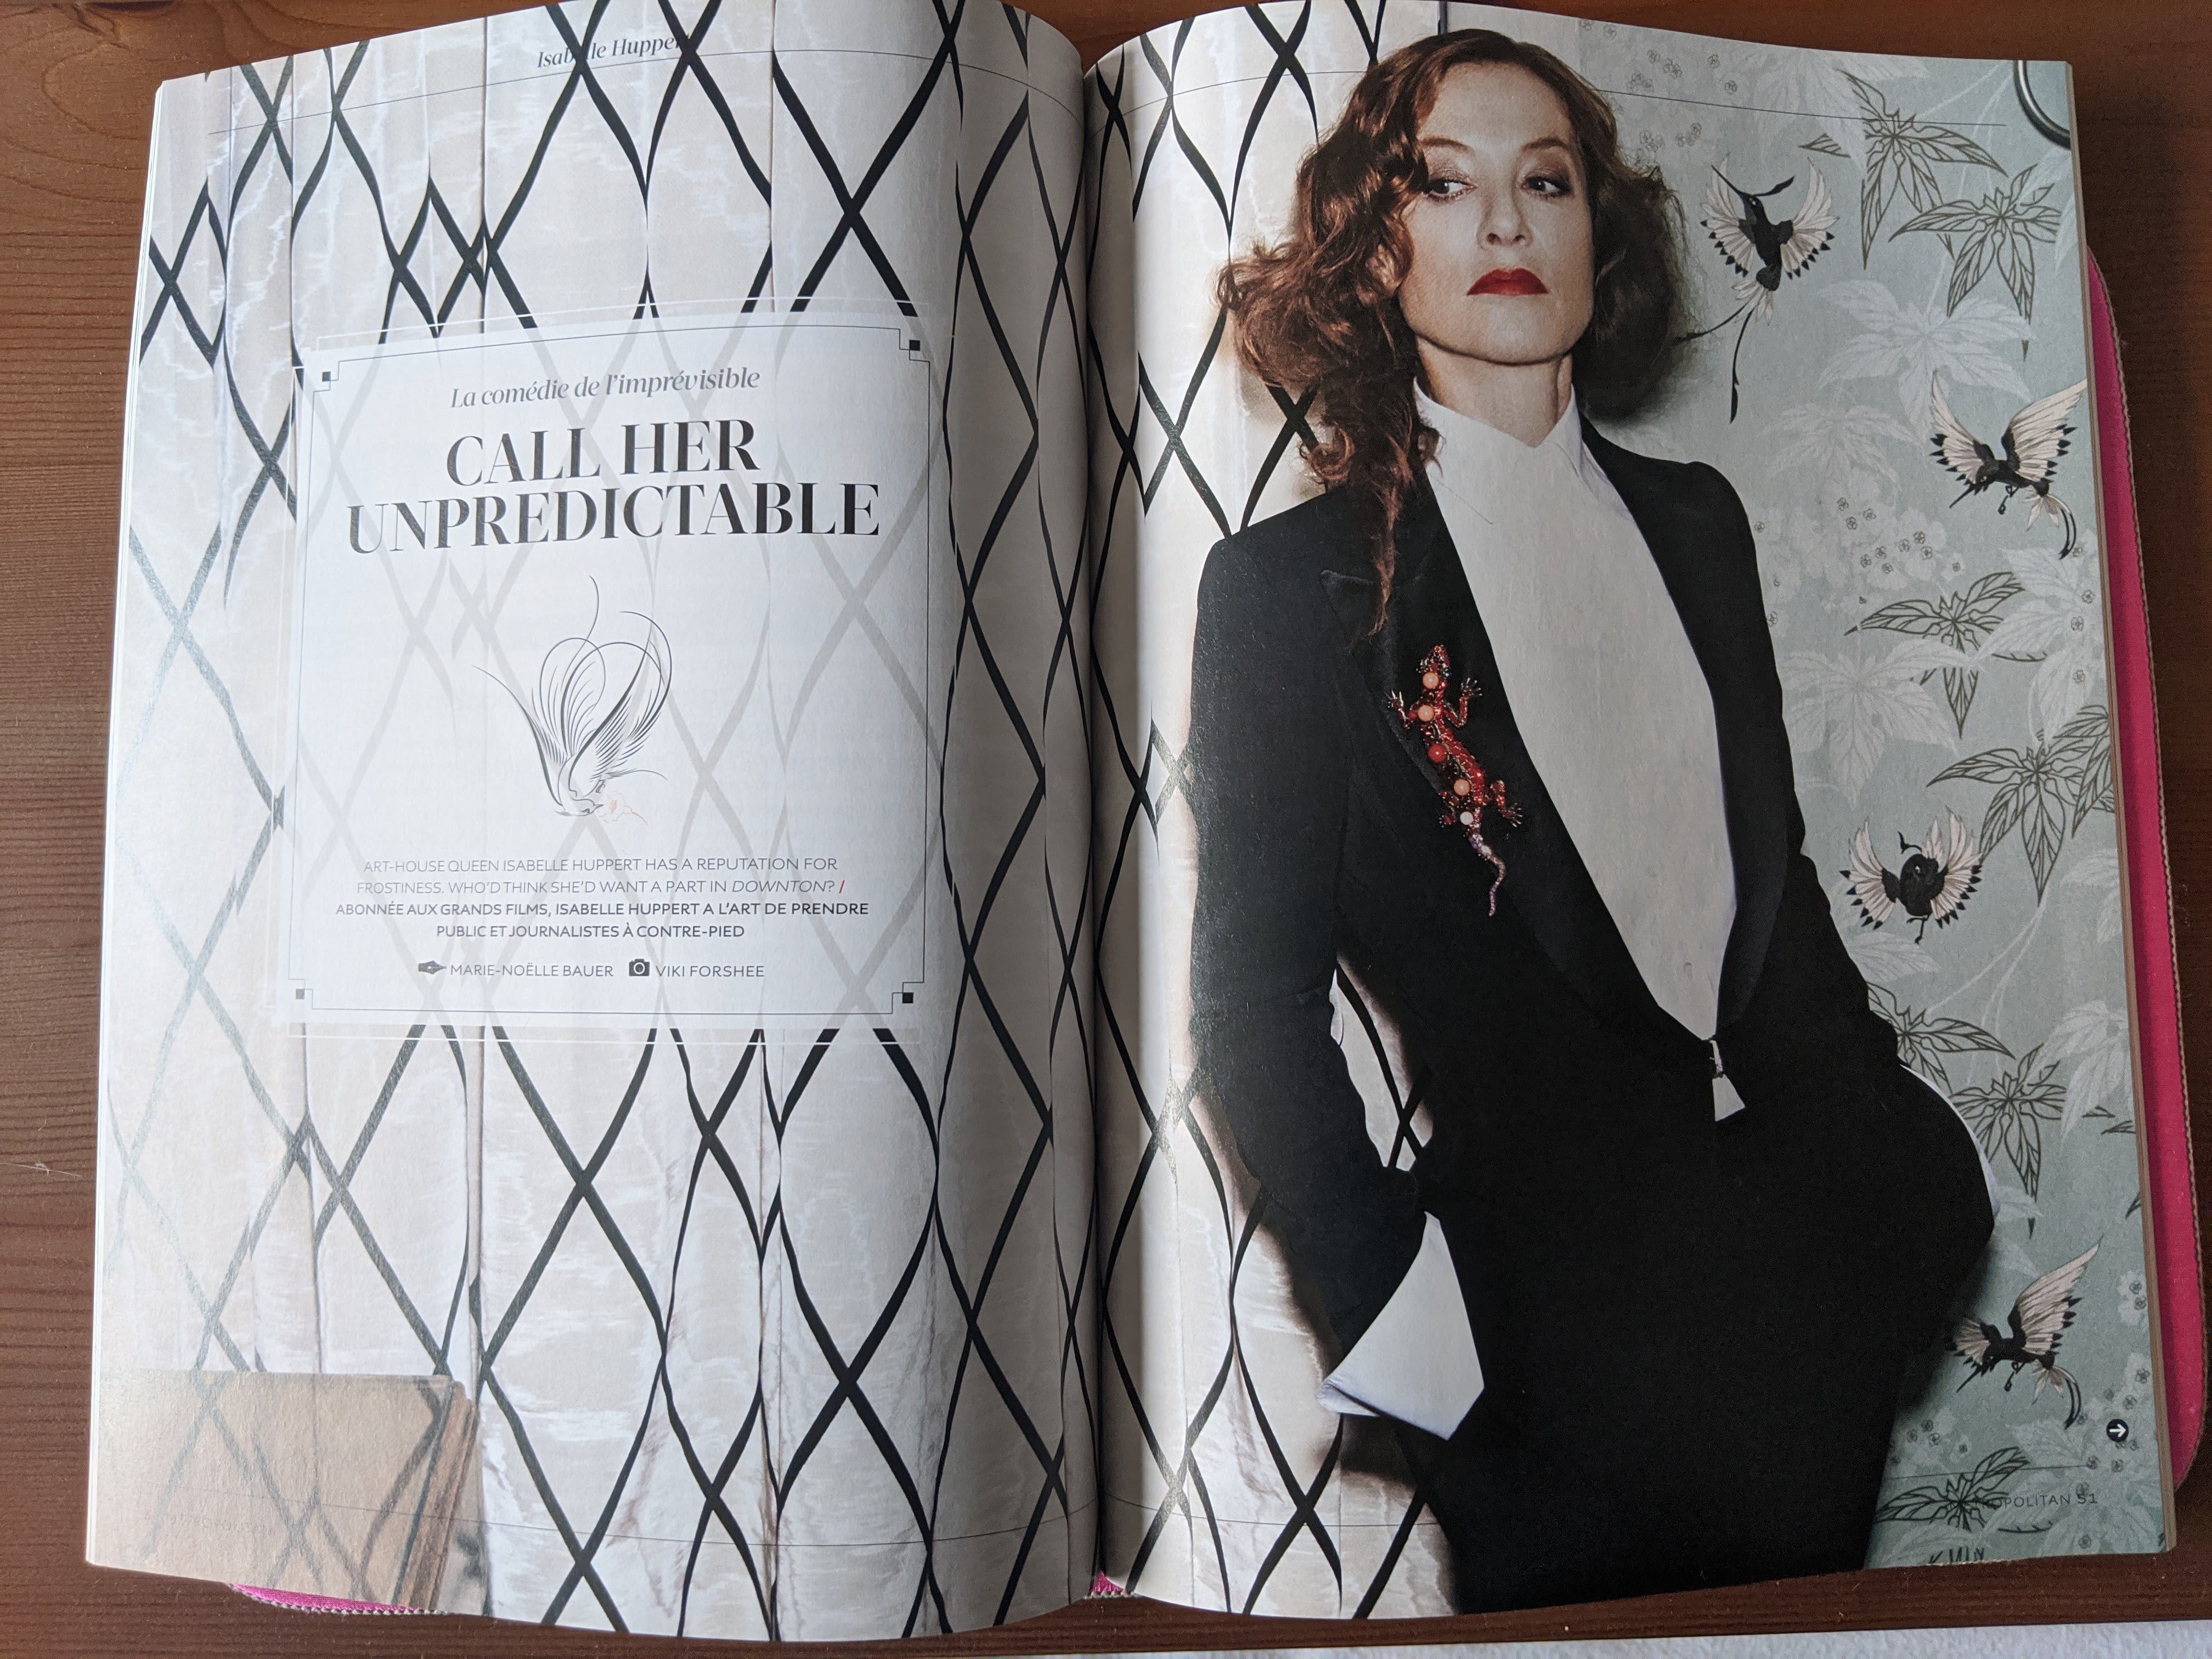 Isabelle Huppert
La comédie de l'imprévisible
CALL HER
UNPREDICTABLE
ART-HOUSE QUEEN ISABELLE HUPPERT HAS A REPUTATION FOR
FROSTINESS. WHO'D THINK SHE'D WANT A PART IN DOWNTON? /
ABONNÉE AUX GRANDS FILMS, ISABELLE HUPPERT A L'ART DE PRENDRE
PUBLIC ET JOURNALISTES À CONTRE-PIED
MARIE-NOËLLE BAUER VIKI FORSHEE
METROPOLITAN 51